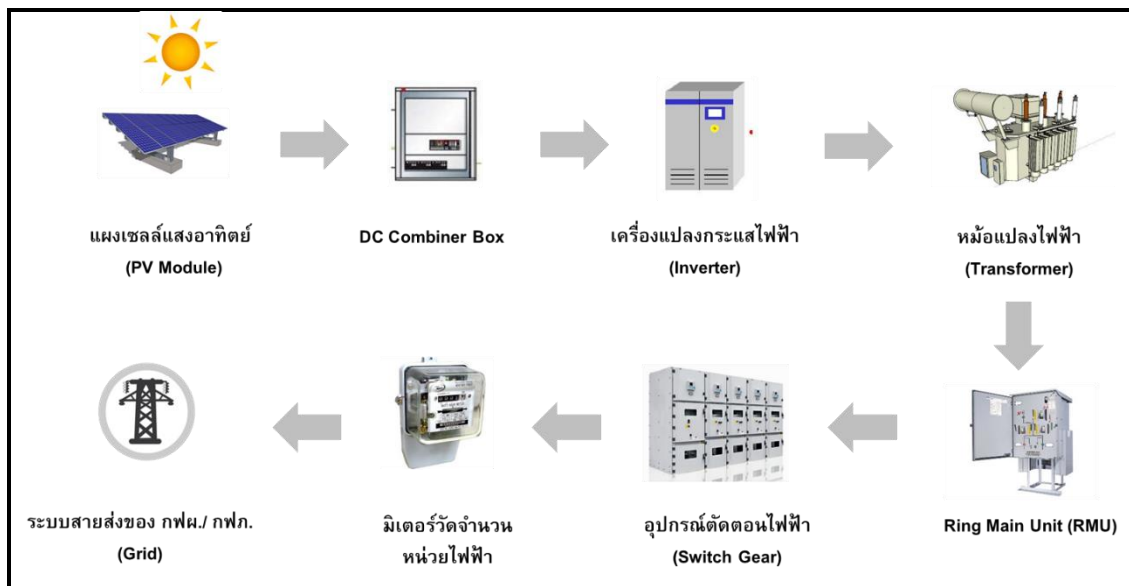 แผงเซลล์แสงอาทิตย์
(PV Module)
DC Combiner Box
เครื่องแปลงกระแสไฟฟ้า
(Inverter)
หม้อแปลงไฟฟ้า
(Transformer)
ระบบสายส่งของ กฟผ./ กฟภ.
(Grid)
มิเตอร์วัดจำนวน
หน่วยไฟฟ้า
อุปกรณ์ตัดตอนไฟฟ้า
(Switch Gear)
Ring Main Unit (RMU)